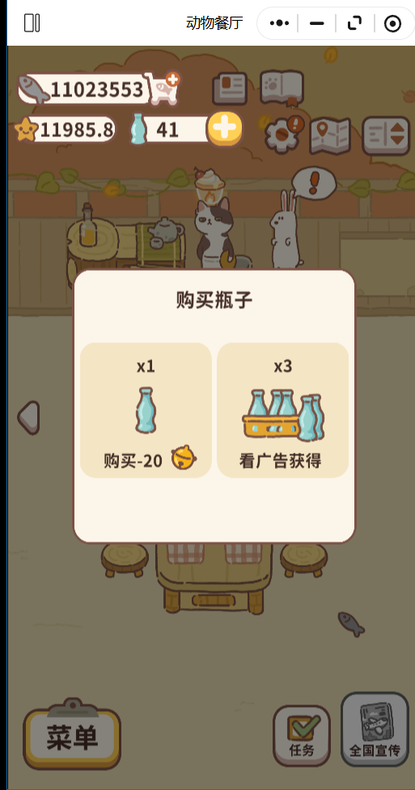 动物餐厅
11023553
11985.8
41
购买瓶子
x1
x3
购买-20
看广告获得
菜单
任务
全国宣传